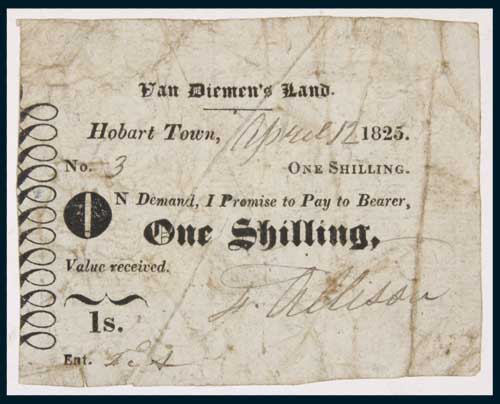 Van Diemen's Land.
Hobart Town, April 12 1825.
No. 3 ONE SHILLING.
ON Demand, I Promise to Pay to Bearer,
One Shilling,
Value received.
1s.
Ent.